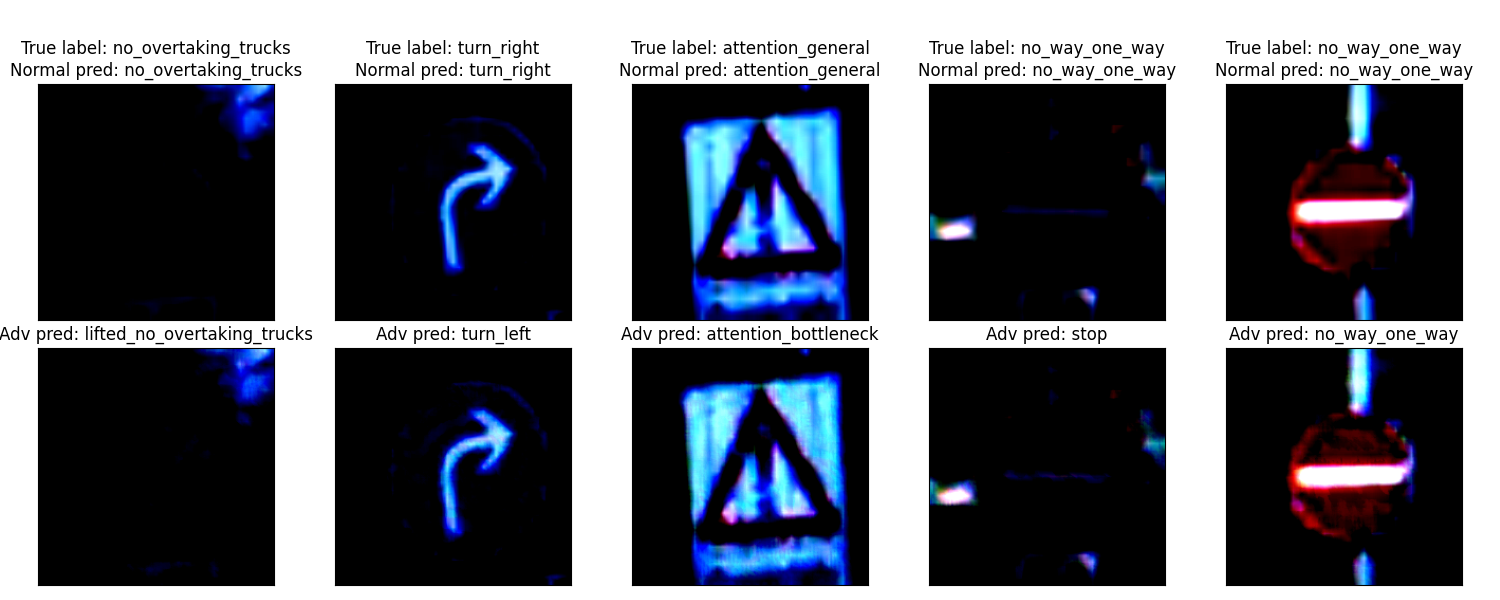 True label: no_overtaking_trucks
Normal pred: no_overtaking_trucks
True label: turn_right
Normal pred: turn_right
True label: attention_general
Normal pred: attention_general
True label: no_way_one_way
Normal pred: no_way_one_way
True label: no_way_one_way
Normal pred: no_way_one_way
Adv pred: lifted_no_overtaking_trucks
Adv pred: turn_left
Adv pred: attention_bottleneck
Adv pred: stop
Adv pred: no_way_one_way